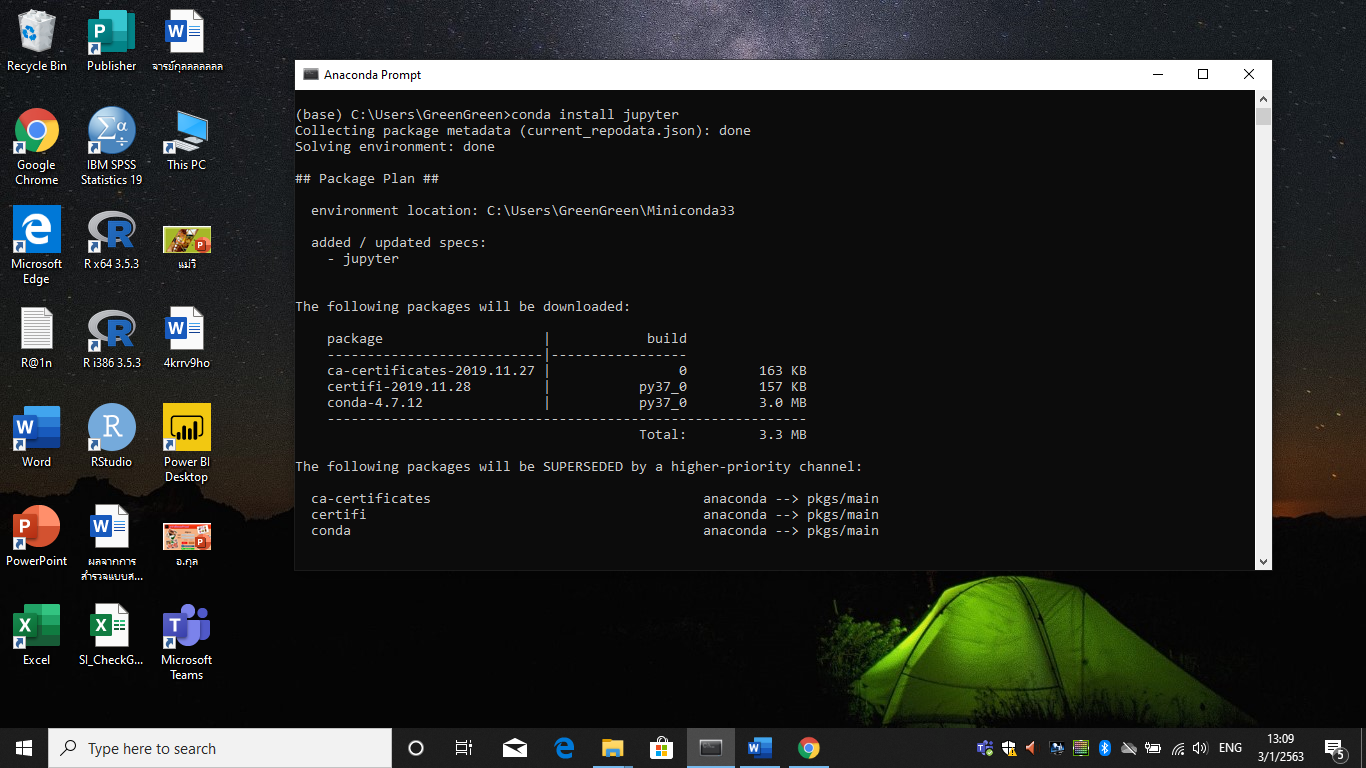 Recycle Bin
Publisher
จารย์กุลลลลลลลล
Google
Chrome
IBM SPSS
Statistics 19
This PC
Microsoft
Edge
R x64 3.5.3
แม่วิ
R@1n
R i386 3.5.3
4krrv9ho
Word
RStudio
Power BI
Desktop
PowerPoint
ผลจากการ
สำรวจแบบส...
อ.กุล
Excel
SI_CheckG...
Microsoft
Teams
Anaconda Prompt
(base) C:\Users\GreenGreen>conda install jupyter
Collecting package metadata (current_repodata.json): done
Solving environment: done
## Package Plan ##
environment location: C:\Users\GreenGreen\Miniconda33
added / updated specs:
- jupyter
The following packages will be downloaded:
package | build
---------------------------|-----------------
ca-certificates-2019.11.27 | 0 163 KB
certifi-2019.11.28 | py37_0 157 KB
conda-4.7.12 | py37_0 3.0 MB
------------------------------------------------------------
Total: 3.3 MB
The following packages will be SUPERSEDED by a higher-priority channel:
ca-certificates anaconda --> pkgs/main
certifi anaconda --> pkgs/main
conda anaconda --> pkgs/main
Type here to search
ENG
13:09
3/1/2563
5